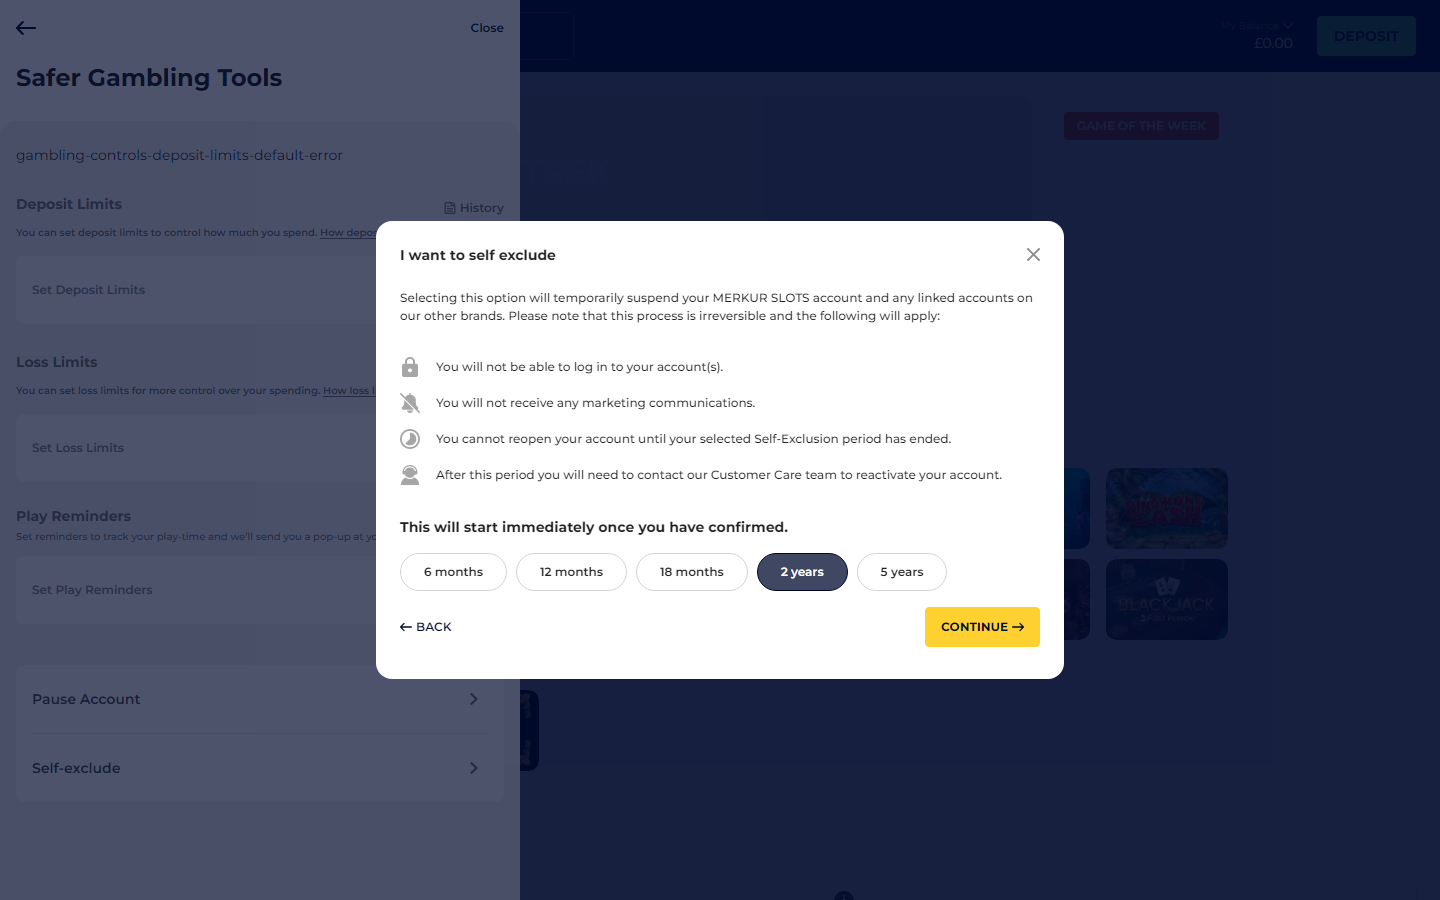 Close
My Balance
£0.00
DEPOSIT
Safer Gambling Tools
GAME OF THE WEEK
gambling-controls-deposit-limits-default-error
Deposit Limits
History
You can set deposit limits to control how much you spend. How depos
Set Deposit Limits
Loss Limits
You can set loss limits for more control over your spending. How loss l
Set Loss Limits
Play Reminders
Set reminders to track your play-time and we'll send you a pop-up at yo
Set Play Reminders
Pause Account
Self-exclude
I want to self exclude
Selecting this option will temporarily suspend your MERKUR SLOTS account and any linked accounts on
our other brands. Please note that this process is irreversible and the following will apply:
You will not be able to log in to your account(s).
You will not receive any marketing communications.
You cannot reopen your account until your selected Self-Exclusion period has ended.
After this period you will need to contact our Customer Care team to reactivate your account.
This will start immediately once you have confirmed.
6 months
12 months
18 months
2 years
5 years
BACK
CONTINUE
BLACKJACK